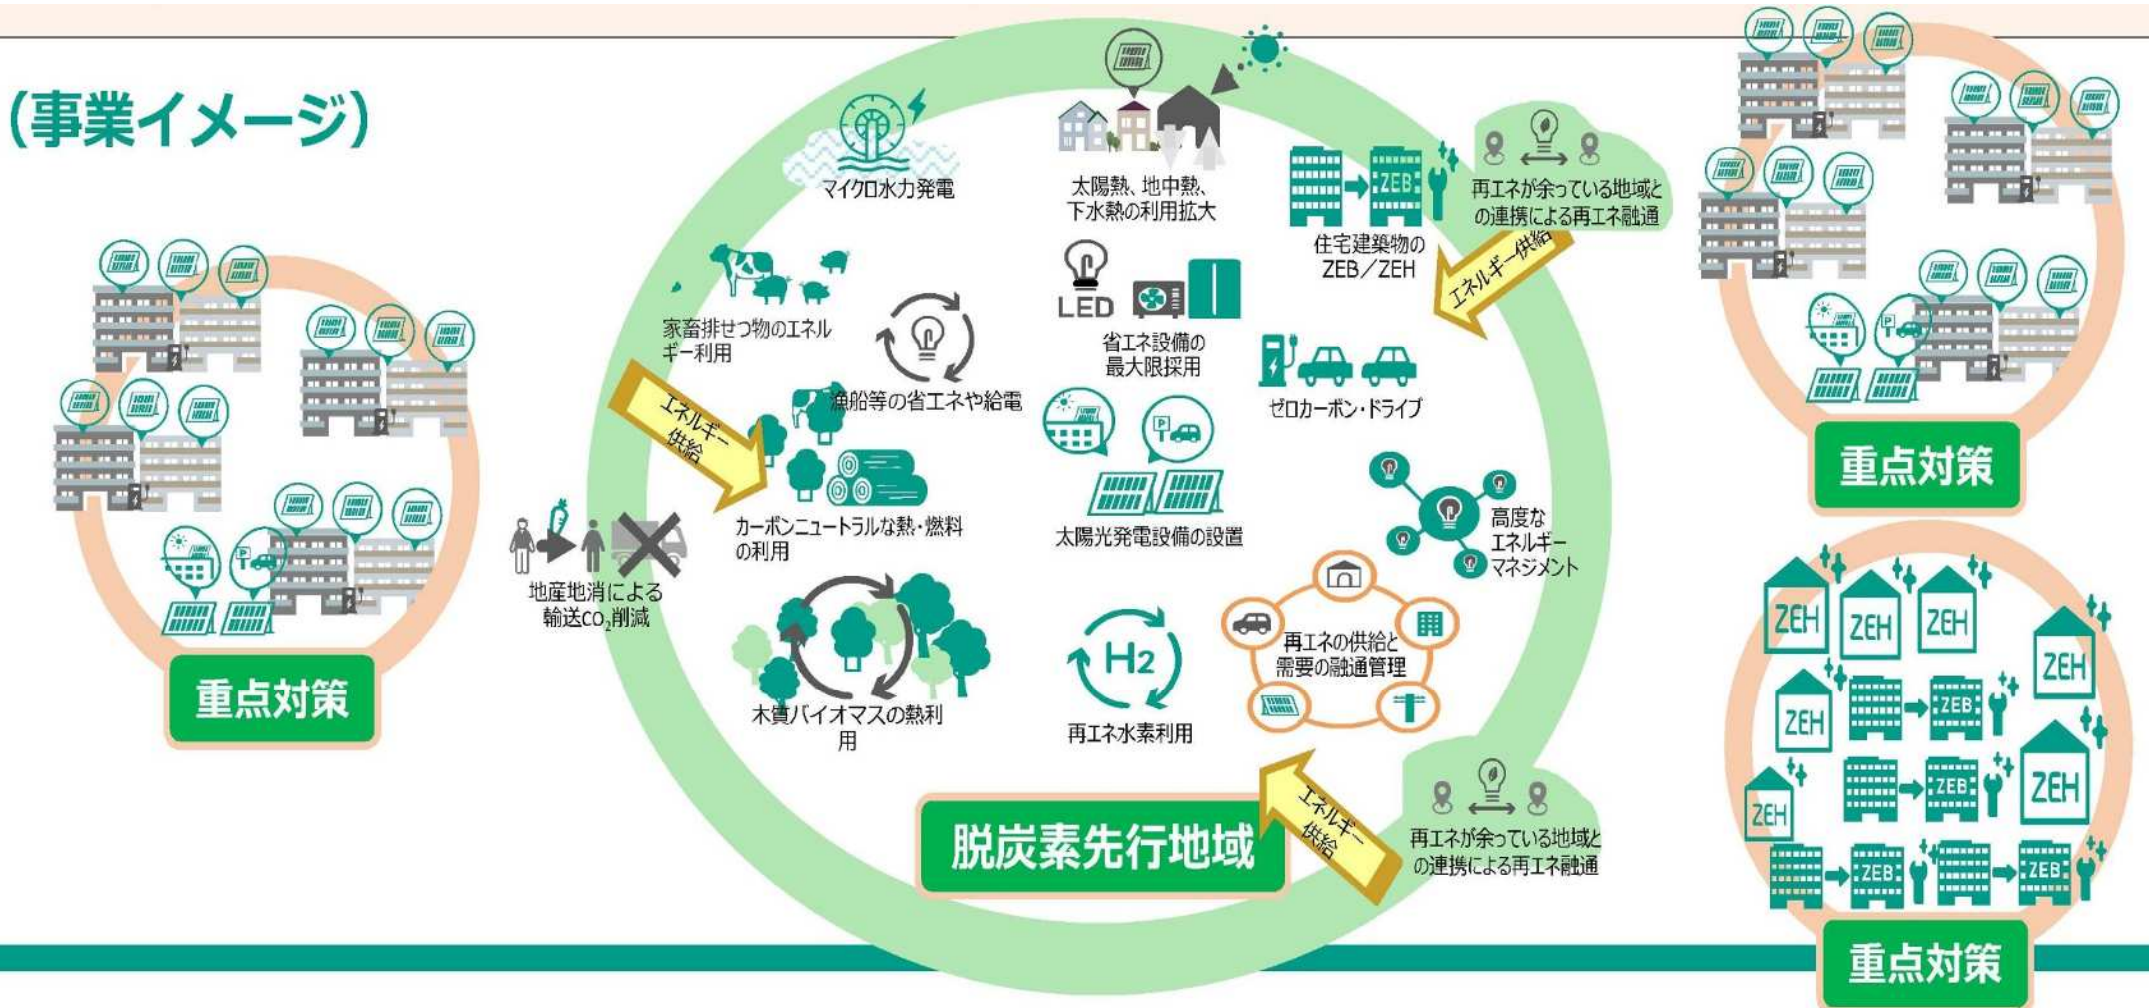 (事業イメージ)
マイクロ水力発電
太陽熱、地中熱、
下水熱の利用拡大
ZEB
住宅建築物の
ZEB/ZEH
再エネが余っている地域と
の連携による再エネ融通
エネルギー供給
家畜排せつ物のエネル
ギー利用
漁船等の省エネや給電
LED
省エネ設備の
最大限採用
ゼロカーボン・ドライブ
エネルギー
供給
カーボンニュートラルな熱・燃料
の利用
P
太陽光発電設備の設置
高度な
エネルギー
マネジメント
地産地消による
輸送CO₂削減
木質バイオマスの熱利
用
H2
再エネ水素利用
再エネの供給と
需要の融通管理
エネルギー
供給
再エネが余っている地域と
の連携による再エネ融通
脱炭素先行地域
P
重点対策
P
重点対策
ZEH
ZEH
ZEH
ZEH
ZEH
ZEB
ZEH
ZEB
ZEH
ZEB
ZEB
重点対策